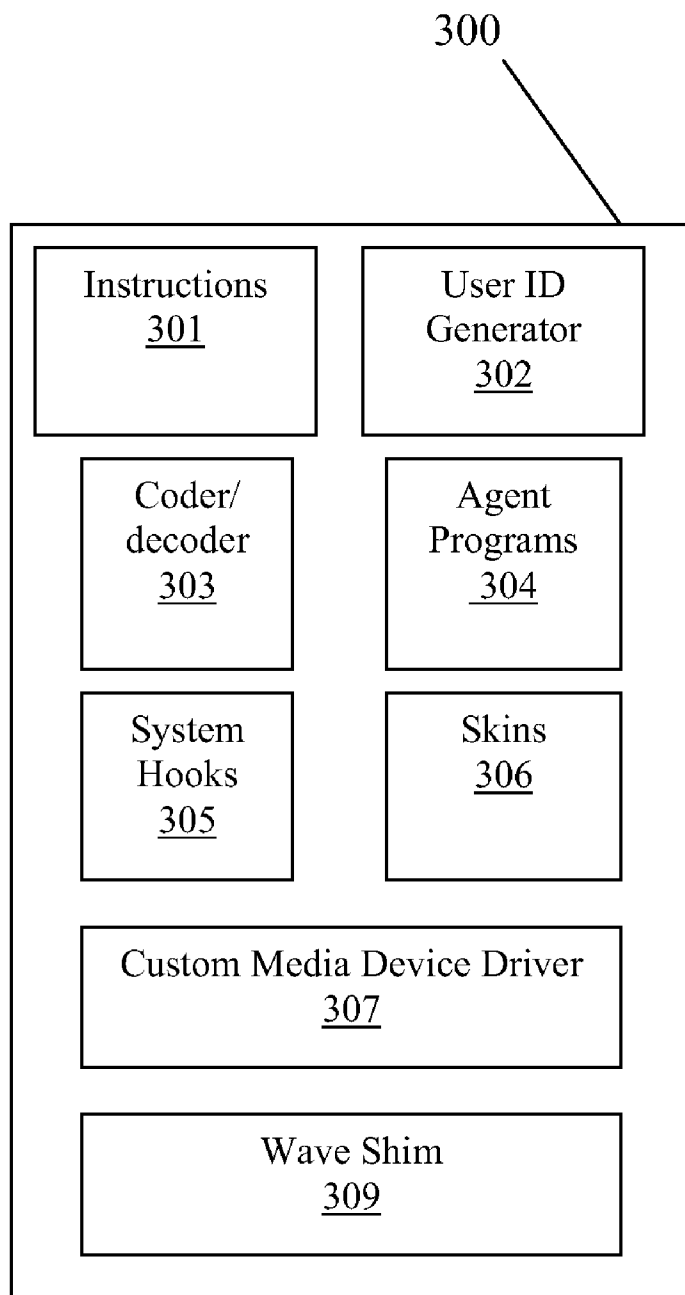 300
Instructions
301
User ID
Generator
302
Coder/
decoder
303
Agent
Programs
304
System
Hooks
305
Skins
306
Custom Media Device Driver
307
Wave Shim
309